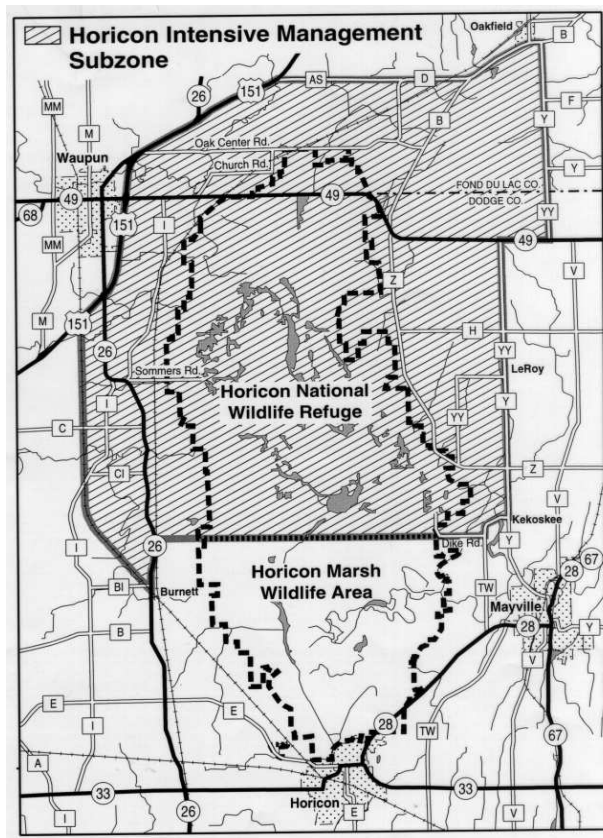 Horicon Intensive Management
Subzone
Oakfield
B
26
151
AS
D
MM
M
B
F
Y
Oak Center Rd.
Waupun
Church Rd.
Y
49
49
FOND DU LAC CO.
DODGE CO.
68
151
I
YY
MM
49
V
Z
M
151
26
H
YY
Sommers Rd.
LeRoy
Horicon National
Wildlife Refuge
I
Y
C
YY
CI
Z
V
Kekoskee
I
26
Dike Rd.
Y
67
28
Horicon Marsh
Wildlife Area
BI
Burnett
TW
Mayville
B
28
Y
V
E
E
28
I
TW
67
A
33
33
Horicon
I
26
E
V